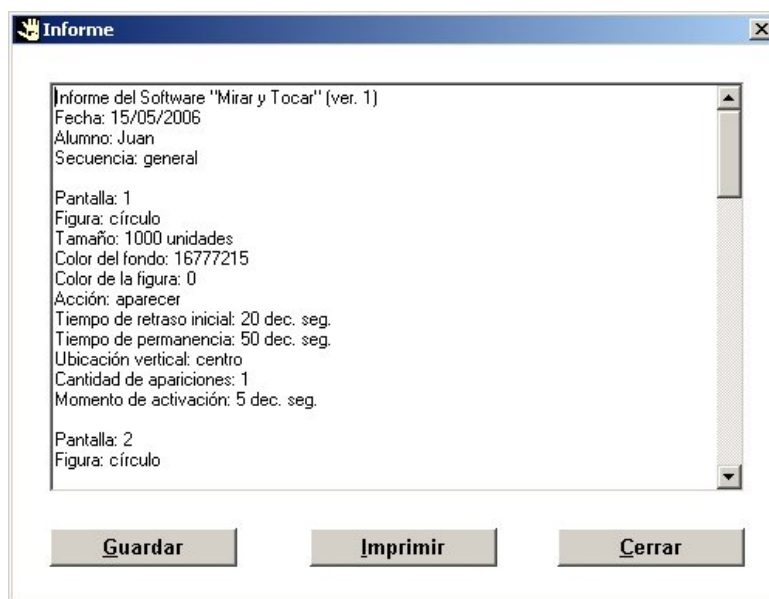 Informe
Informe del Software "Mirar y Tocar" (ver. 1)
Fecha: 15/05/2006
Alumno: Juan
Secuencia: general
Pantalla: 1
Figura: círculo
Tamaño: 1000 unidades
Color del fondo: 16777215
Color de la figura: 0
Acción: aparecer
Tiempo de retraso inicial: 20 dec. seg.
Tiempo de permanencia: 50 dec. seg.
Ubicación vertical: centro
Cantidad de apariciones: 1
Momento de activación: 5 dec. seg.
Pantalla: 2
Figura: círculo
Guardar Imprimir Cerrar